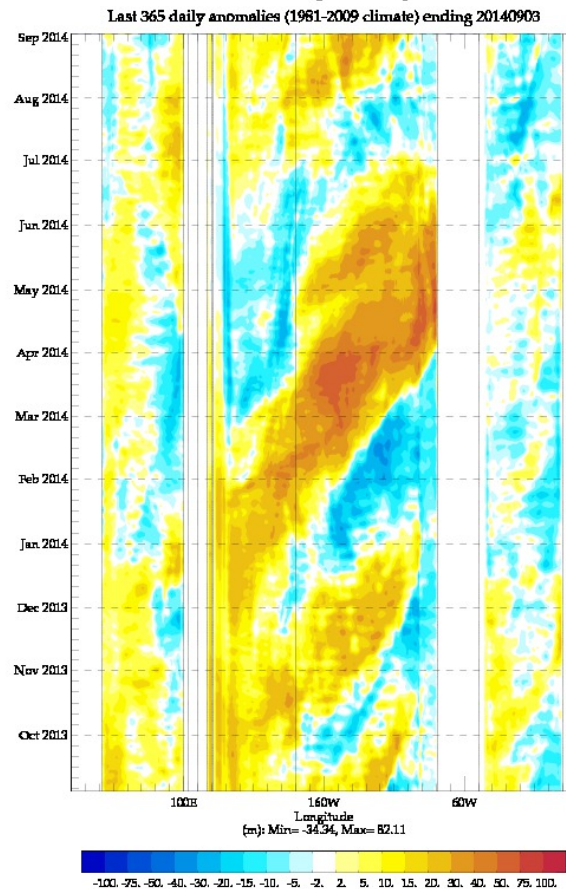 Last 365 daily anomalies (1981-2009 climate) ending 20140903
Sep 2014
Aug 2014
Jul 2014
Jun 2014
May 2014
Apr 2014
Mar 2014
Feb 2014
Jan 2014
Dec 2013
Nov 2013
Oct 2013
100E 160W 60W
Longitude
(m): Min= -34.34, Max= 82.11
-100. -75. -50. -40. -30. -20. -15. -10. -5. -2. 2. 5. 10. 15. 20. 30. 40. 50. 75. 100.